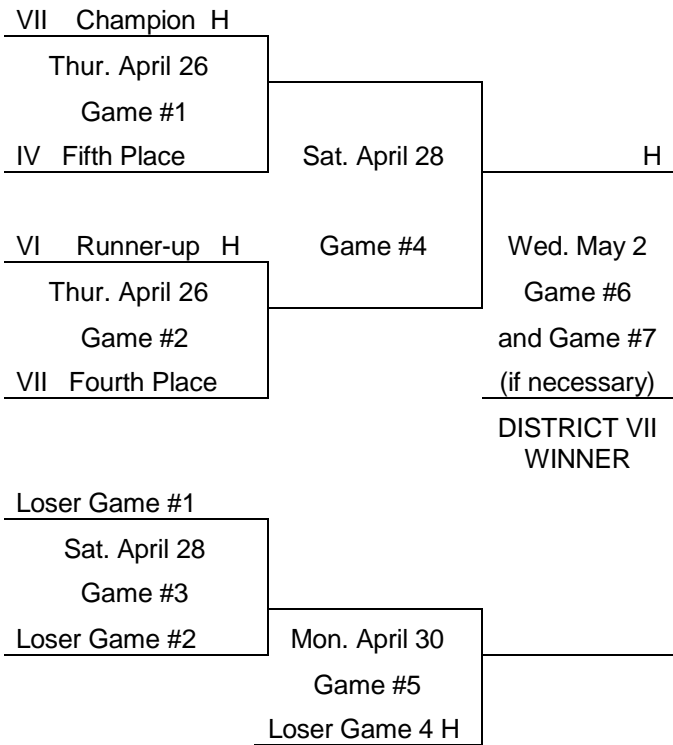 VII Champion H
Thur. April 26
Game #1
IV Fifth Place
Sat. April 28
H
VI Runner-up H
Game #4
Wed. May 2
Thur. April 26
Game #6
Game #2
and Game #7
VII Fourth Place
(if necessary)
DISTRICT VII
WINNER
Loser Game #1
Sat. April 28
Game #3
Loser Game #2
Mon. April 30
Game #5
Loser Game 4 H